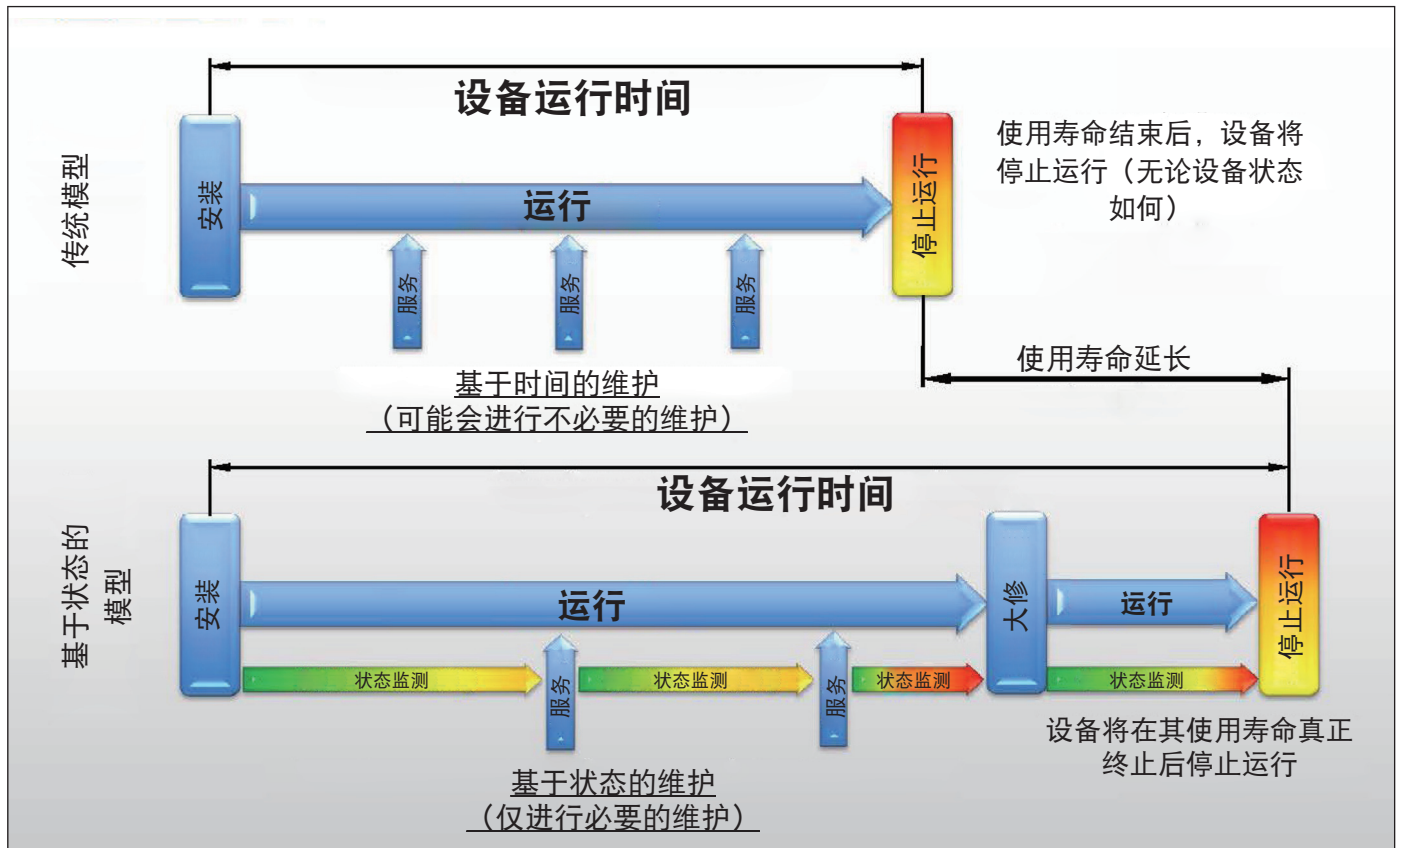 设备运行时间
传统模型
安装
运行
停止运行
使用寿命结束后，设备将
停止运行（无论设备状态
如何）
服务
服务
服务
基于时间的维护
（可能会进行不必要的维护）
使用寿命延长
设备运行时间
基于状态的
模型
安装
运行
大修
运行
停止运行
状态监测
服务
状态监测
服务
状态监测
状态监测
设备将在其使用寿命真正
终止后停止运行
基于状态的维护
（仅进行必要的维护）